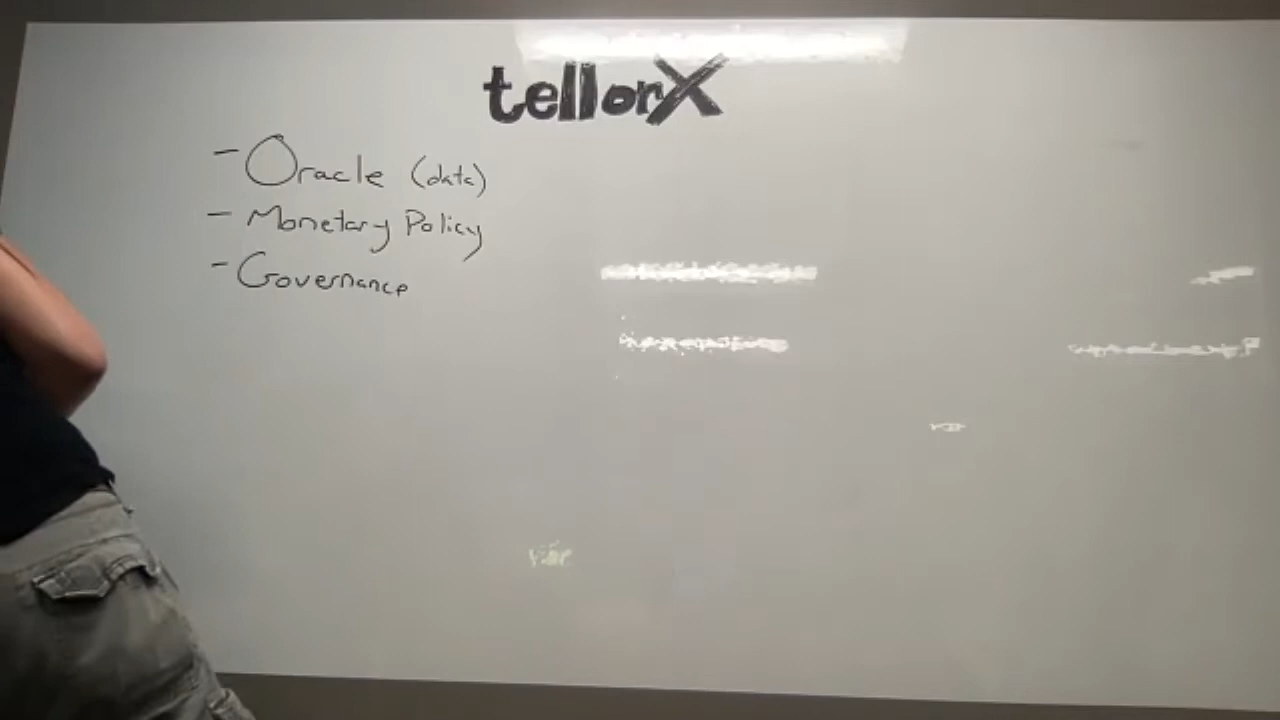 tellorX
- Oracle (data)
- Monetary Policy
- Governance